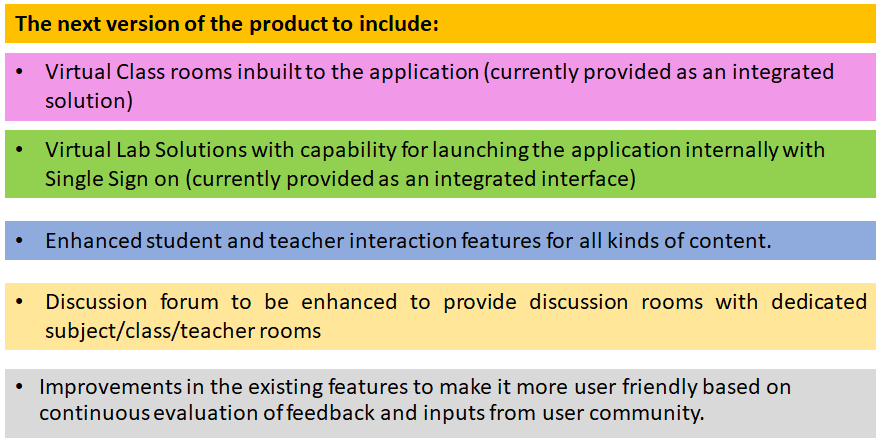 The next version of the product to include:
• Virtual Class rooms inbuilt to the application (currently provided as an integrated
solution)
• Virtual Lab Solutions with capability for launching the application internally with
Single Sign on (currently provided as an integrated interface)
• Enhanced student and teacher interaction features for all kinds of content.
• Discussion forum to be enhanced to provide discussion rooms with dedicated
subject/class/teacher rooms
• Improvements in the existing features to make it more user friendly based on
continuous evaluation of feedback and inputs from user community.